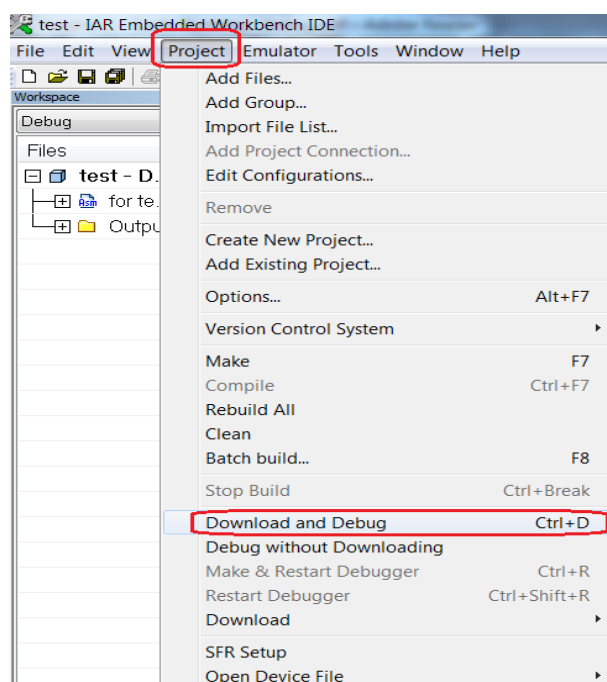 test - IAR Embedded Workbench IDE
File Edit View Project Emulator Tools Window Help
Workspace
Debug
Files
test - D.
for te.
Outpu
Add Files...
Add Group...
Import File List...
Add Project Connection...
Edit Configurations...
Remove
Create New Project...
Add Existing Project...
Options... Alt+F7
Version Control System
Make F7
Compile Ctrl+F7
Rebuild All
Clean
Batch build... F8
Stop Build Ctrl+Break
Download and Debug Ctrl+D
Debug without Downloading
Make & Restart Debugger Ctrl+R
Restart Debugger Ctrl+Shift+R
Download
SFR Setup
Open Device File